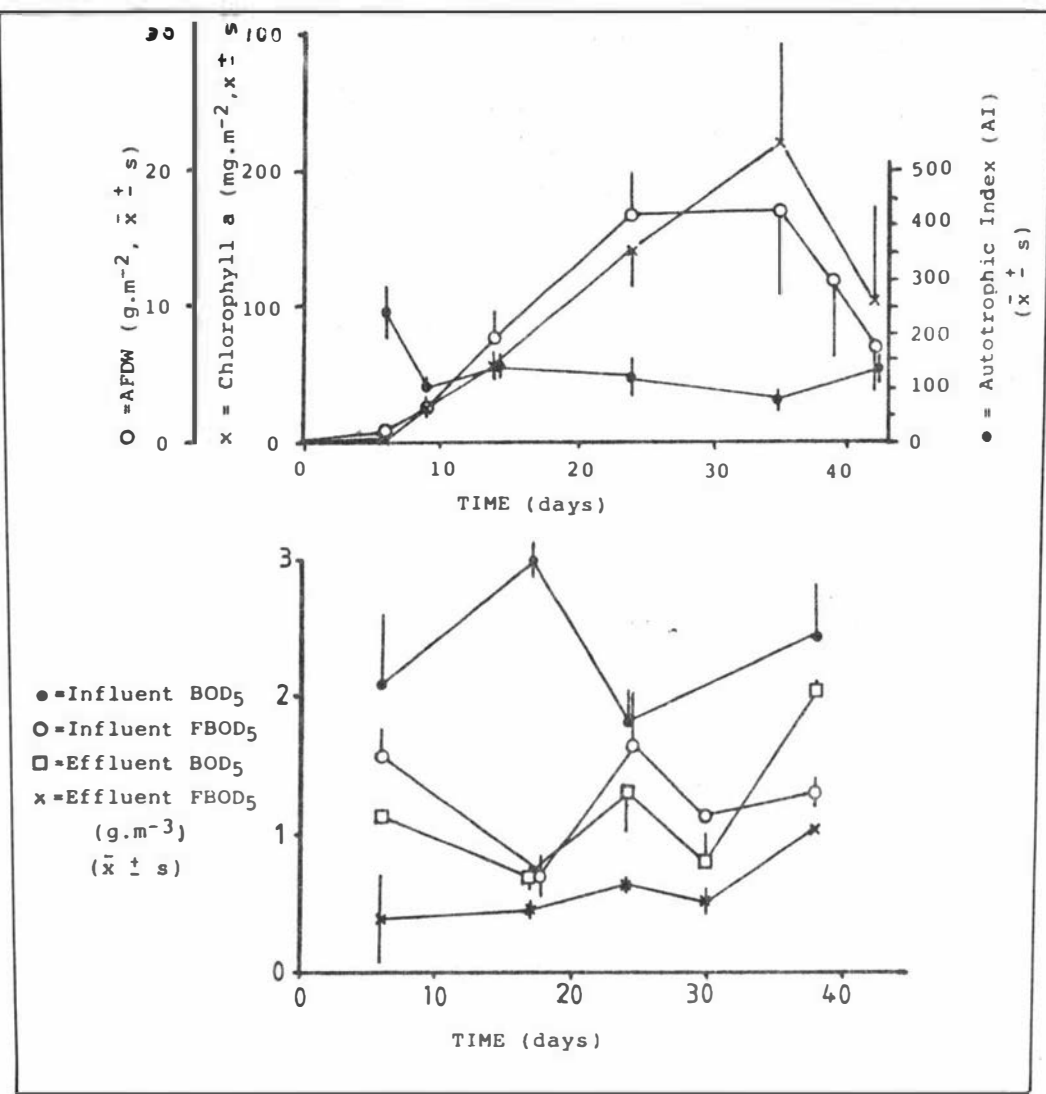 O =AFDW (g.m-2, x̄ ± s)
30
20
10
0
x = Chlorophyll a (mg.m-2, x ± s
100
200
100
0
0
10
20
30
40
TIME (days)
500
400
300
200
100
0
● = Autotrophic Index (AI)
(x̄ ± s)
3
2
1
0
●=Influent BOD5
O=Influent FBOD5
□=Effluent BOD5
x=Effluent FBOD5
(g.m-3)
(x̄ ± s)
0
10
20
30
40
TIME (days)